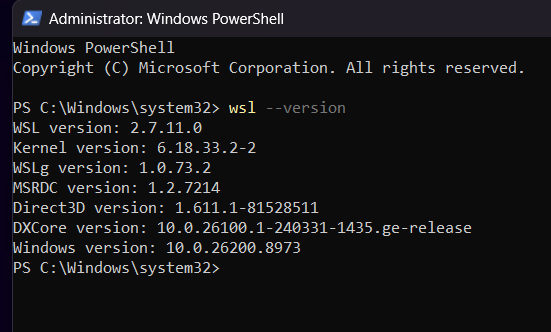 Administrator: Windows PowerShell
Windows PowerShell
Copyright (C) Microsoft Corporation. All rights reserved.
PS C:\Windows\system32> wsl --version
WSL version: 2.7.11.0
Kernel version: 6.18.33.2-2
WSLg version: 1.0.73.2
MSRDC version: 1.2.7214
Direct3D version: 1.611.1-81528511
DXCore version: 10.0.26100.1-240331-1435.ge-release
Windows version: 10.0.26200.8973
PS C:\Windows\system32>